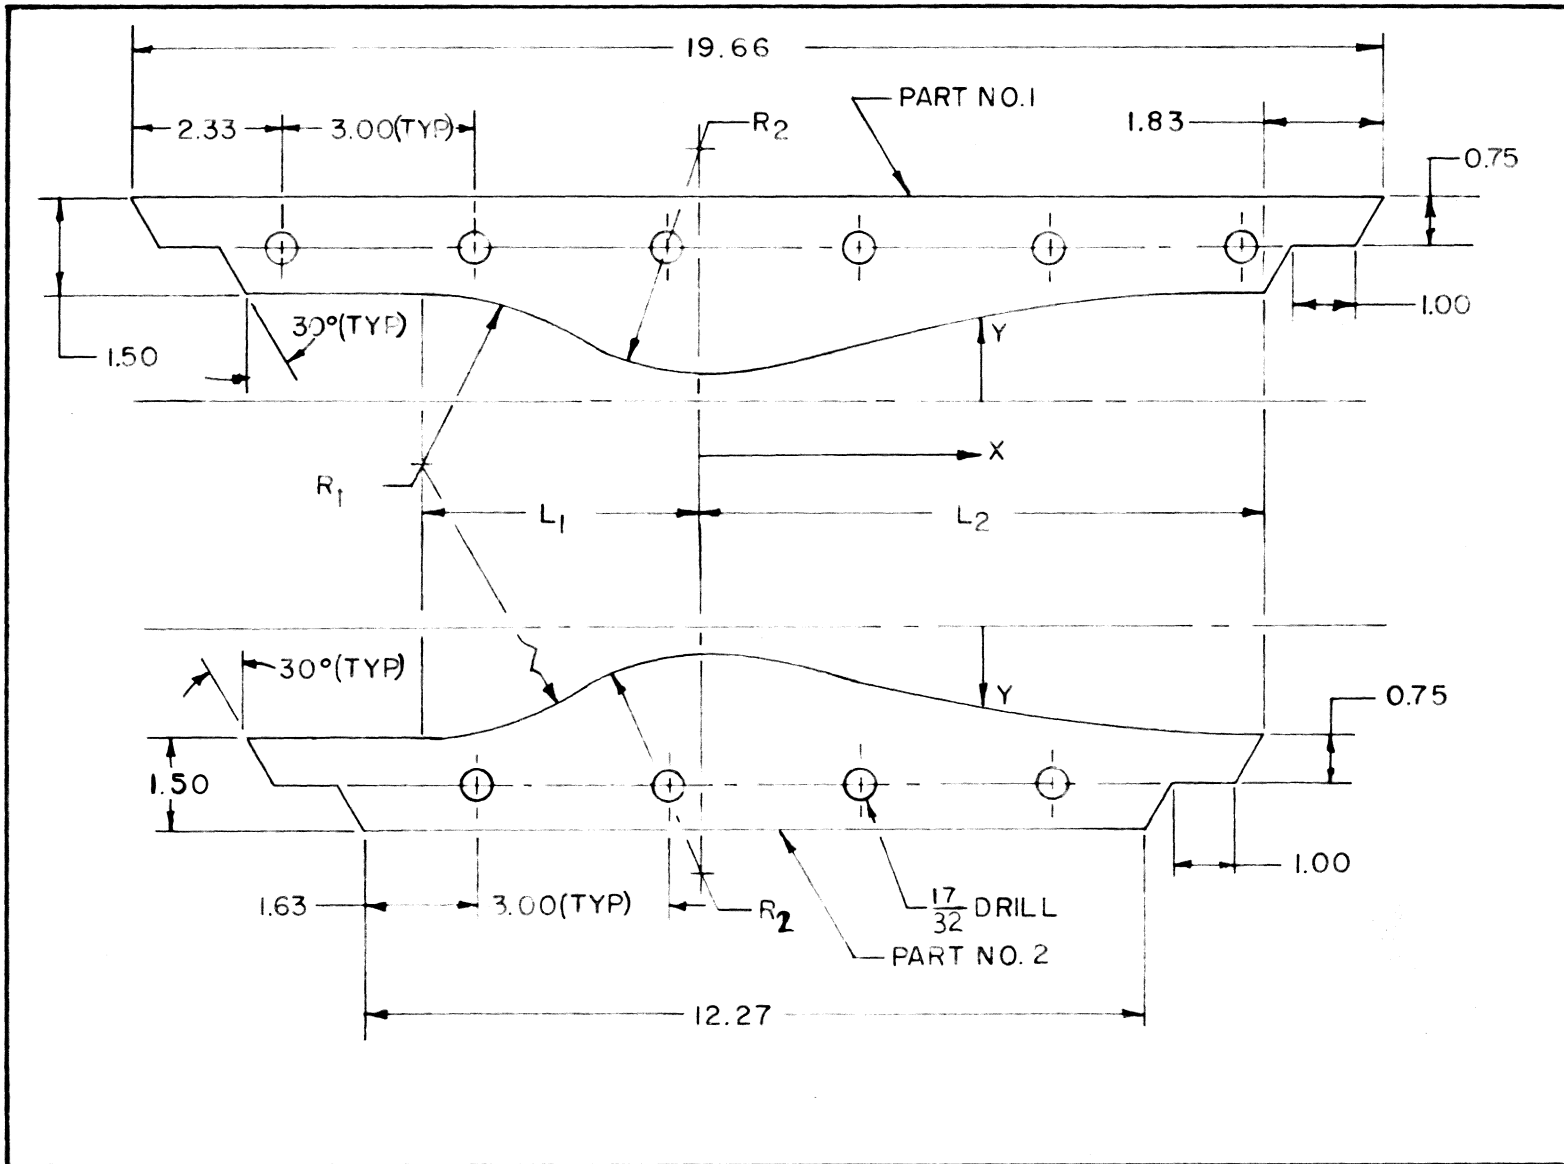 19.66
PART NO.1
2.33
3.00(TYP)
R2
1.83
0.75
30°(TYP)
1.50
1.00
Y
X
R1
L1
L2
30°(TYP)
Y
0.75
1.50
1.00
1.63
3.00(TYP)
R2
17/32 DRILL
PART NO. 2
12.27